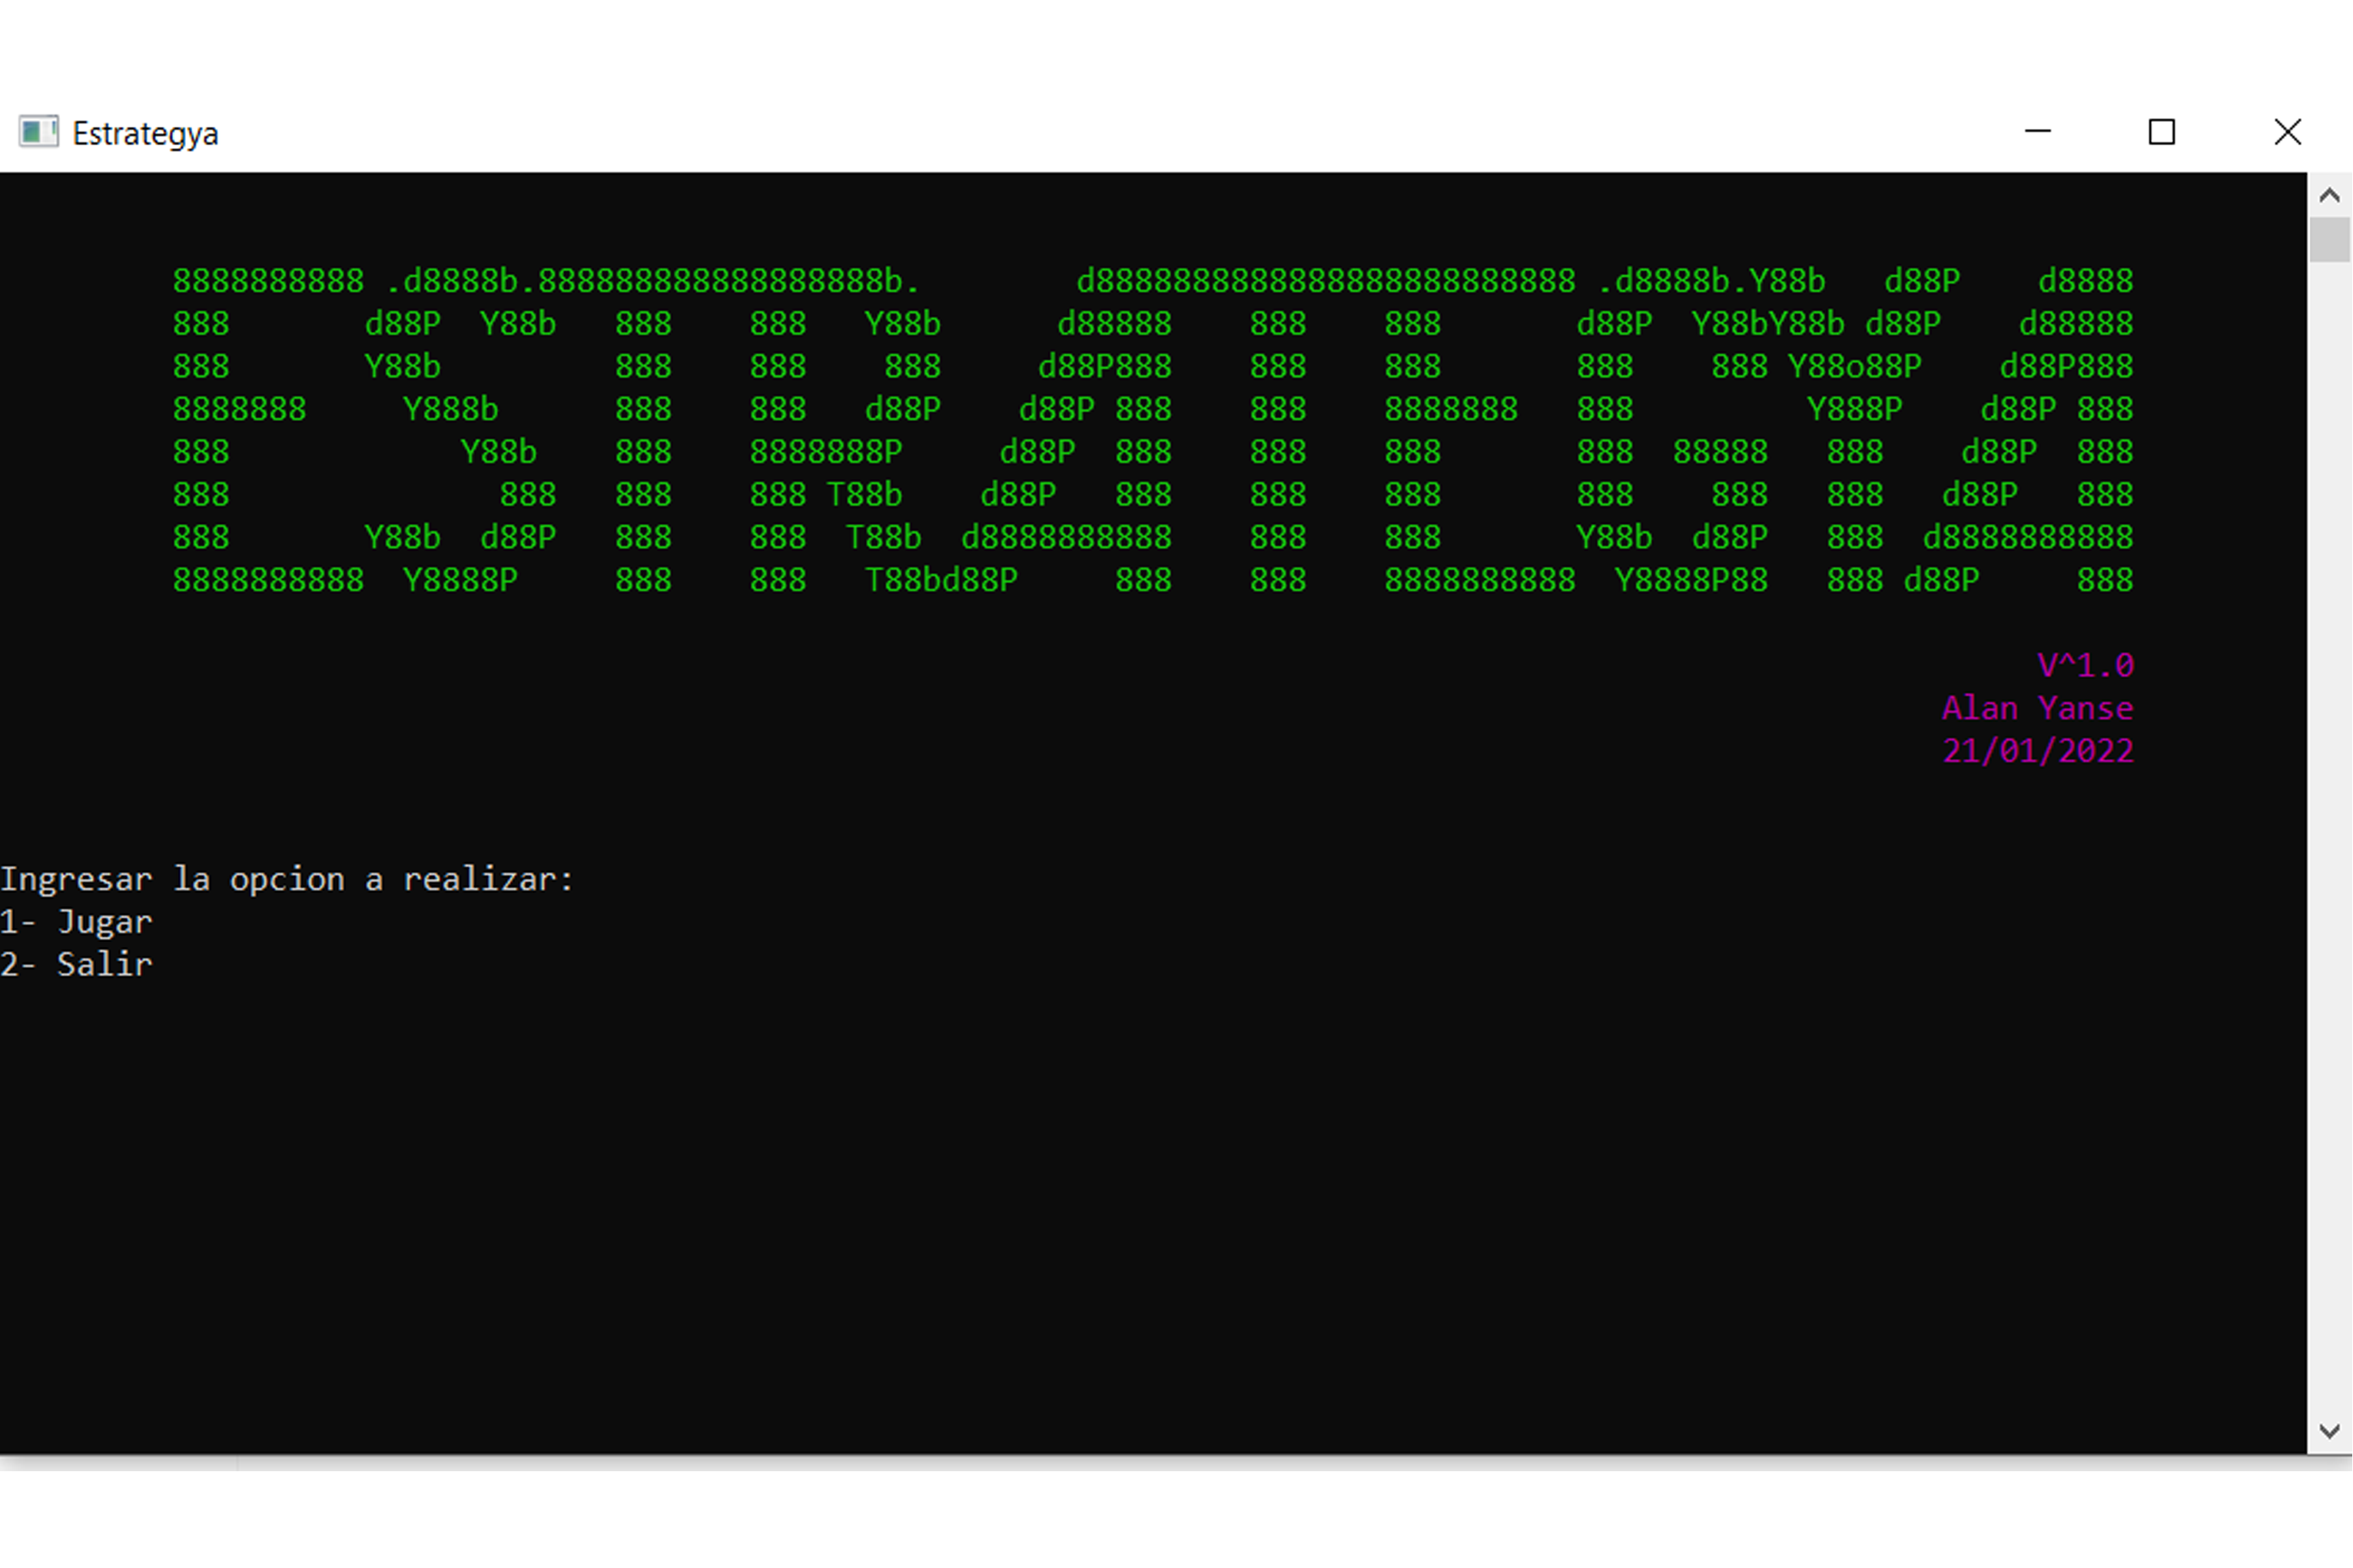 Estrategya
8888888888 .d8888b.888888888888888888b.        d8888888888888888888888888 .d8888b.Y88b   d88P    d8888
888       d88P  Y88b   888    888   Y88b      d88888    888    888       d88P  Y88bY88b d88P    d88888
888       Y88b         888    888    888     d88P888    888    888       888    888 Y88o88P    d88P888
8888888     Y888b      888    888   d88P    d88P 888    888    8888888   888         Y888P    d88P 888
888            Y88b    888    8888888P     d88P  888    888    888       888  88888   888    d88P  888
888              888   888    888 T88b    d88P   888    888    888       888    888   888   d88P   888
888       Y88b  d88P   888    888  T88b  d8888888888    888    888       Y88b  d88P   888  d8888888888
8888888888  Y8888P     888    888   T88bd88P     888    888    8888888888  Y8888P88   888 d88P     888
V^1.0
Alan Yanse
21/01/2022
Ingresar la opcion a realizar:
1- Jugar
2- Salir